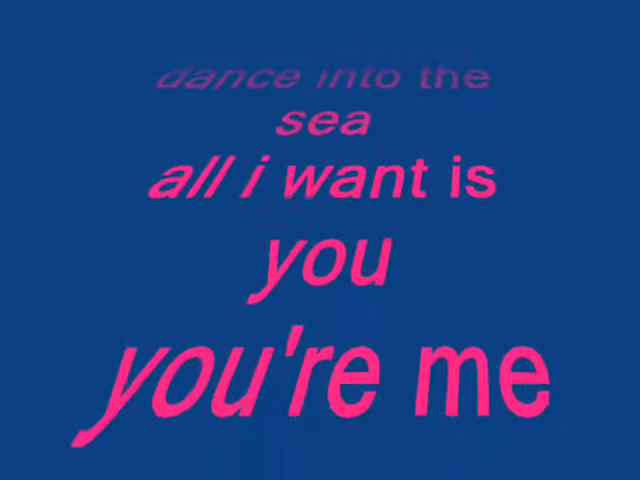 dance into the
sea
all i want is
you
you're me